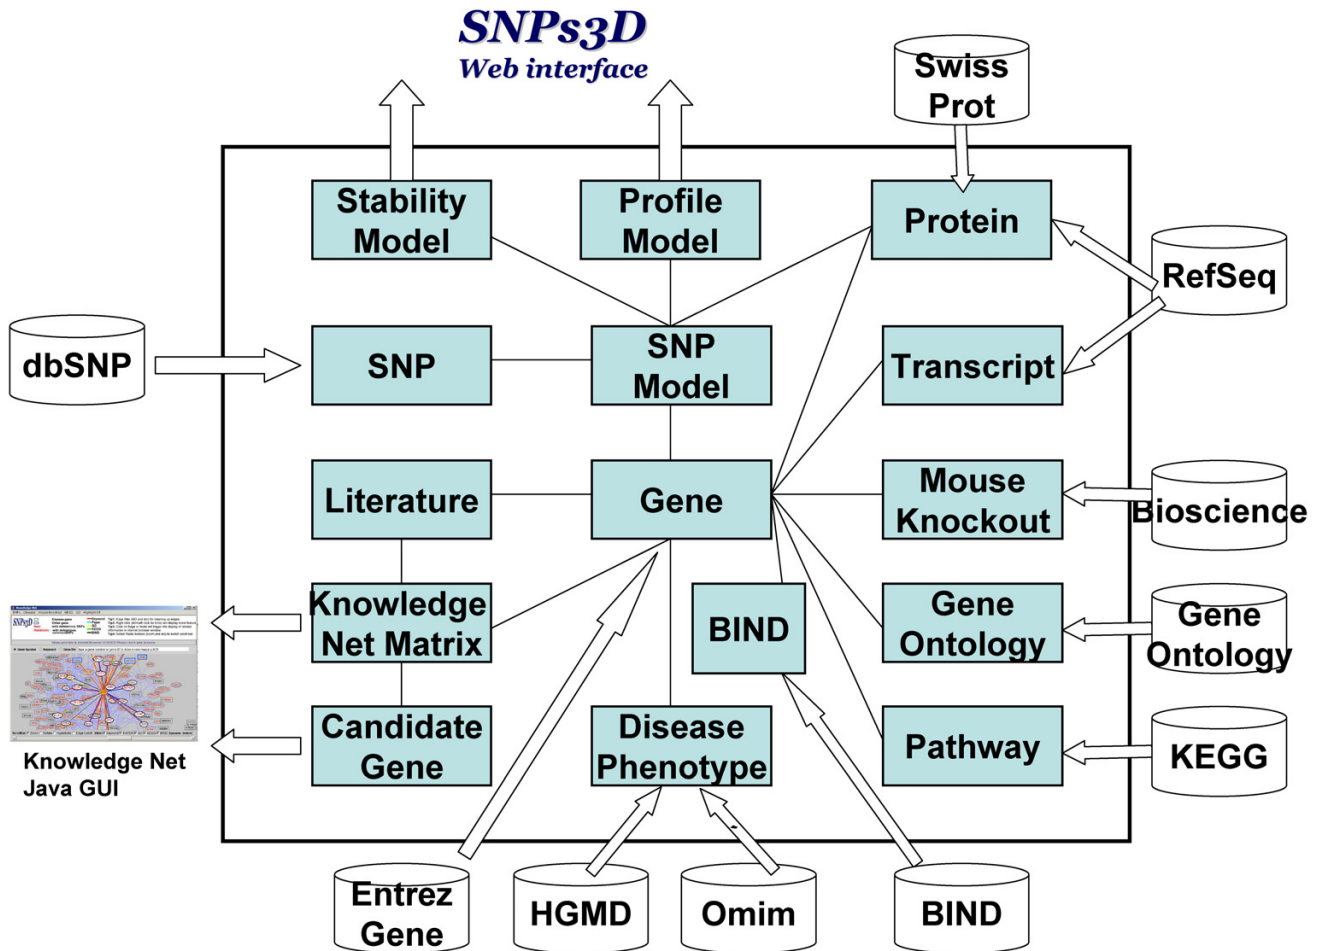 SNPs3D
Web interface
Swiss
Prot
Stability
Model
Profile
Model
Protein
RefSeq
dbSNP
SNP
SNP
Model
Transcript
Literature
Gene
Mouse
Knockout
Bioscience
Knowledge
Net Matrix
BIND
Gene
Ontology
Gene
Ontology
Candidate
Gene
Disease
Phenotype
Pathway
KEGG
Knowledge Net
Java GUI
Entrez
Gene
HGMD
Omim
BIND
SNPs3D